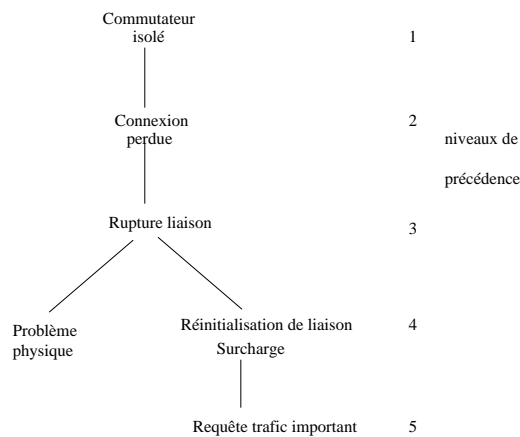 Commutateur
isolé
1
Connexion
perdue
2
niveaux de
précédence
Rupture liaison
3
Problème
physique
Réinitialisation de liaison
Surcharge
4
Requête trafic important
5